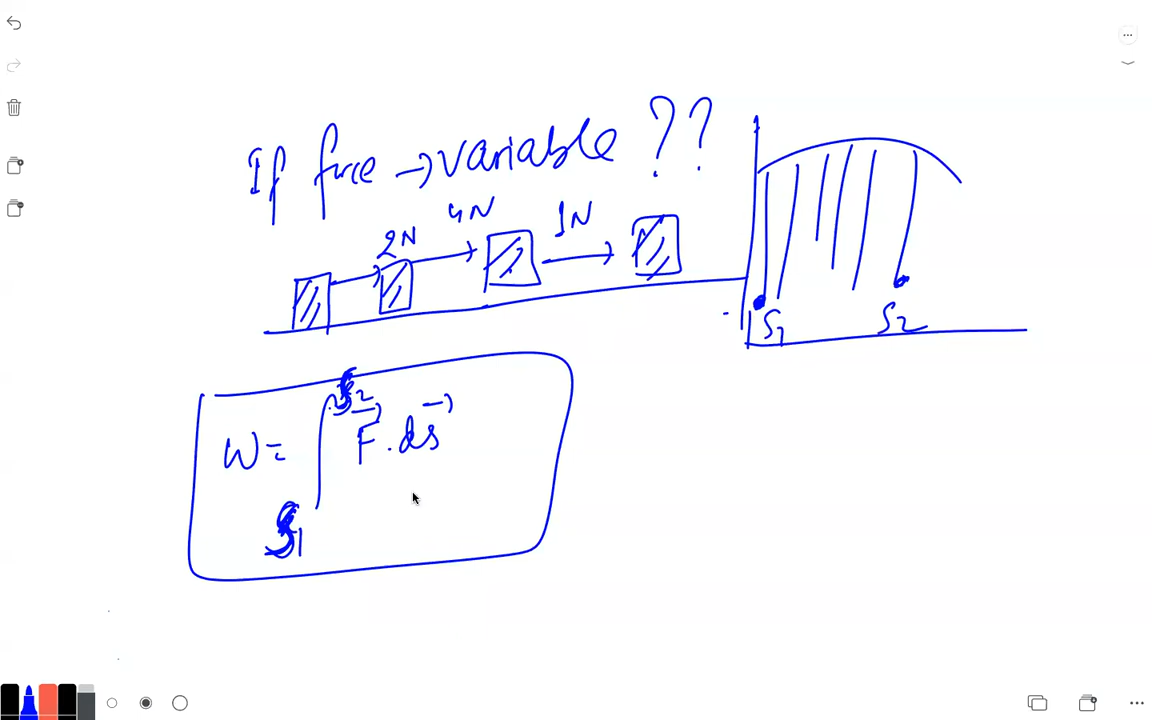 If force → variable ??
2N 4N 1N
S1 S2
W = ∫ S2 S1 F⃗ . ds⃗